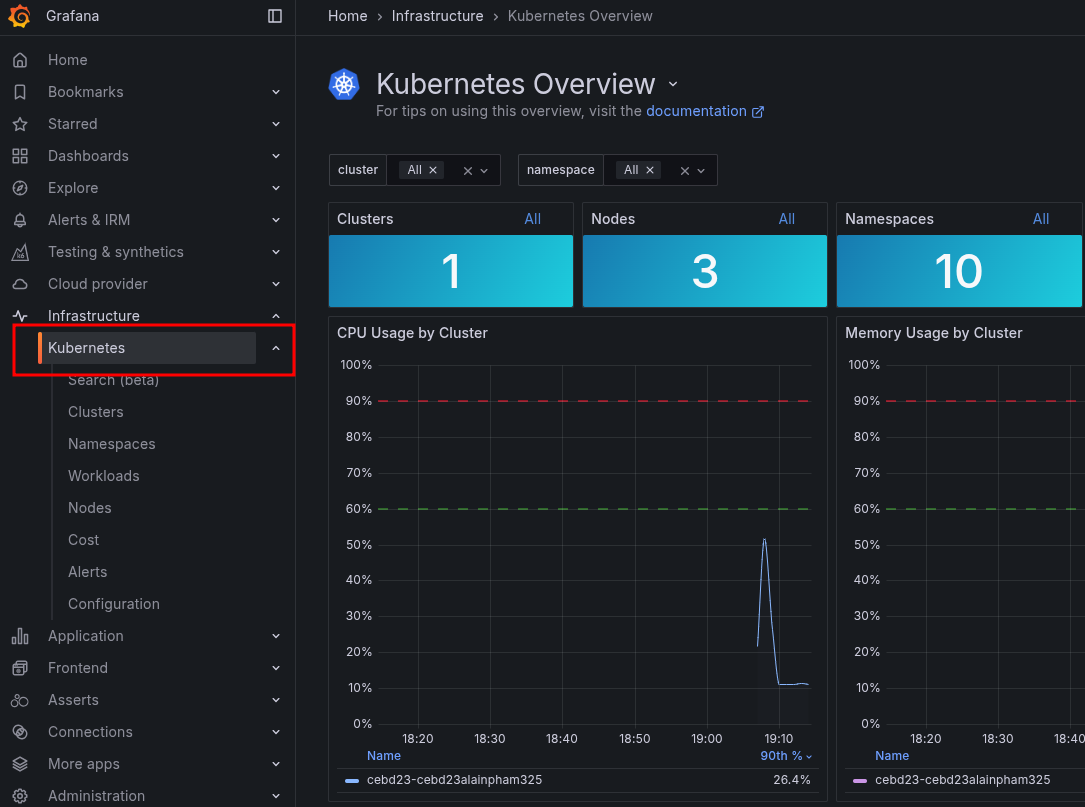 Grafana
Home › Infrastructure › Kubernetes Overview
Home
Bookmarks
Starred
Dashboards
Explore
Alerts & IRM
Testing & synthetics
Cloud provider
Infrastructure
Kubernetes
Search (beta)
Clusters
Namespaces
Workloads
Nodes
Cost
Alerts
Configuration
Application
Frontend
Asserts
Connections
More apps
Administration
Kubernetes Overview
For tips on using this overview, visit the documentation
cluster All
namespace All
Clusters All
1
Nodes All
3
Namespaces All
10
CPU Usage by Cluster
100%
90%
80%
70%
60%
50%
40%
30%
20%
10%
0%
18:20 18:30 18:40 18:50 19:00 19:10
Name 90th %
cebd23-cebd23alainpham325 26.4%
Memory Usage by Cluster
100%
90%
80%
70%
60%
50%
40%
30%
20%
10%
0%
18:20 18:30 18:40
Name
cebd23-cebd23alainpham325